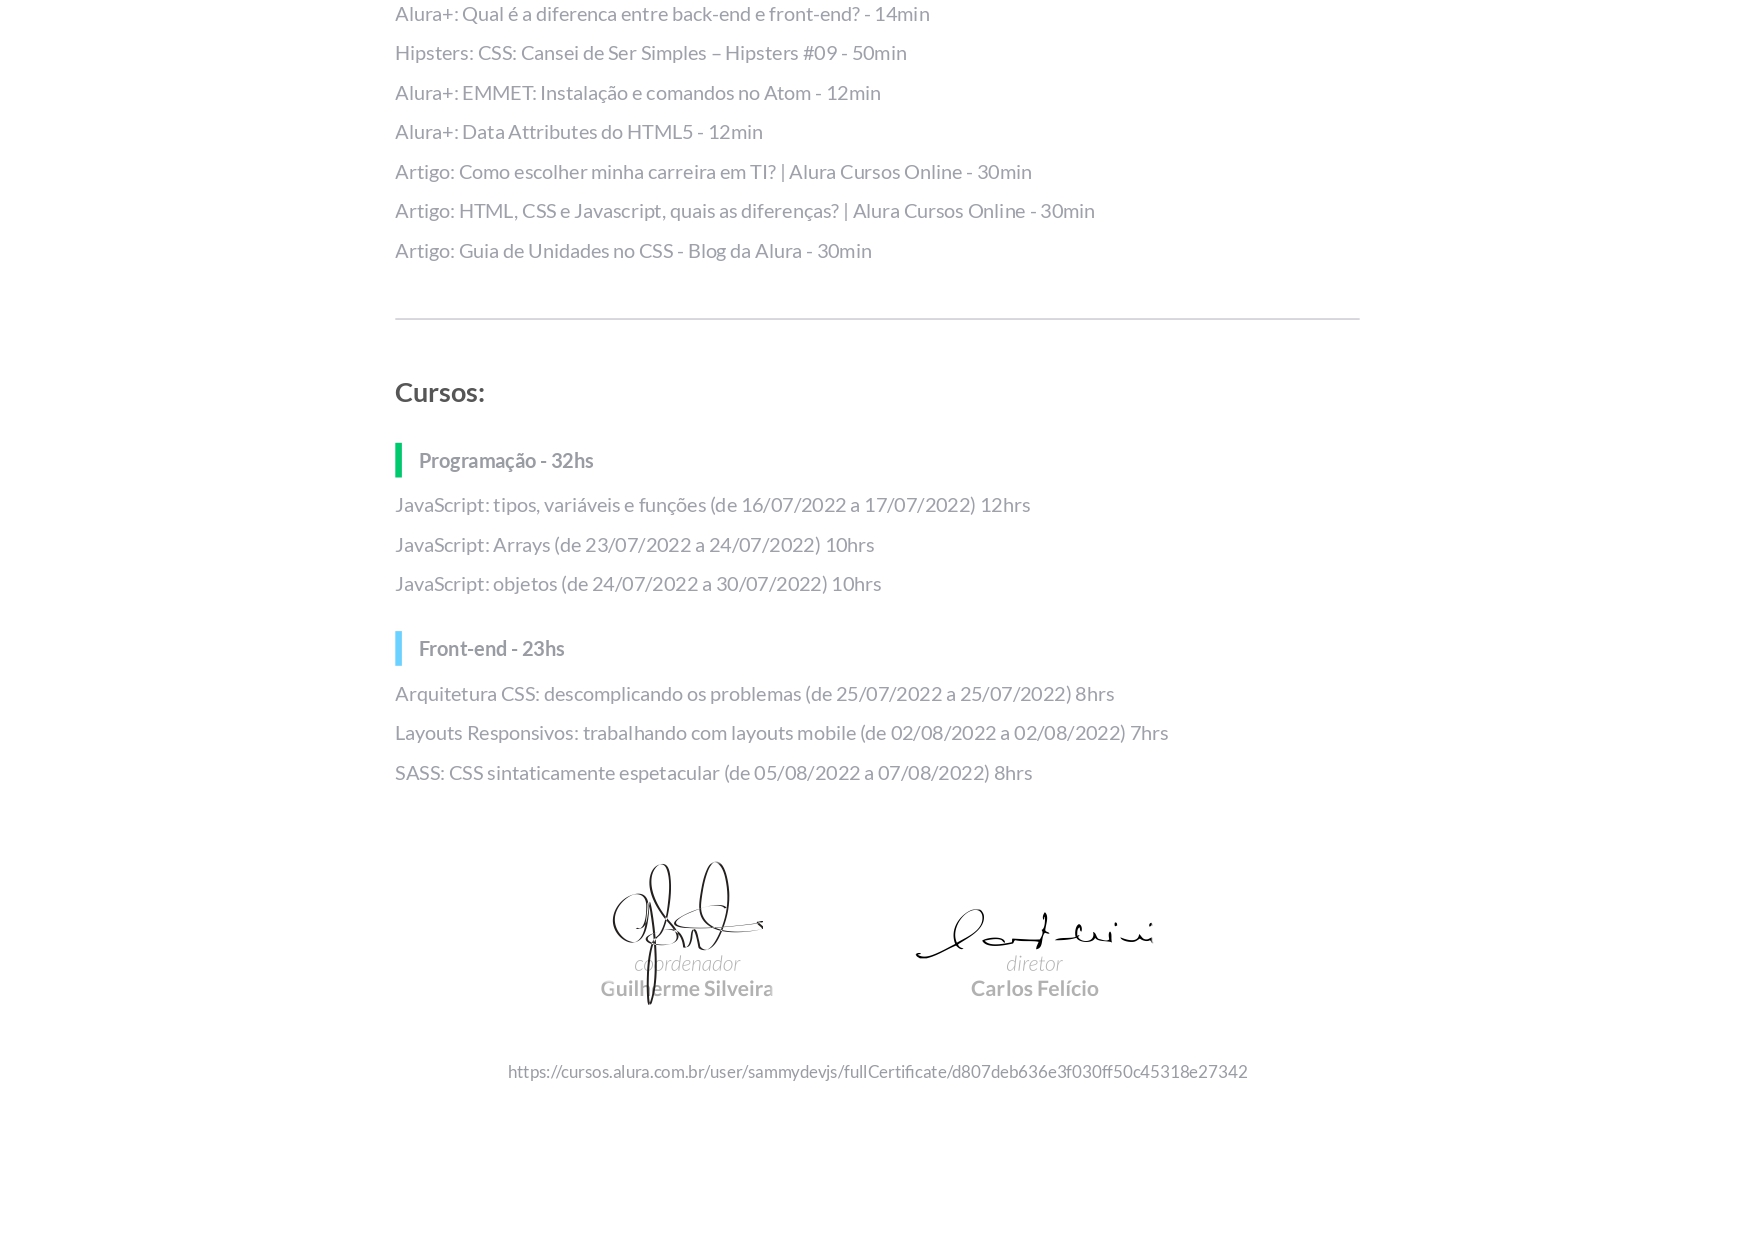 Alura+: Qual é a diferenca entre back-end e front-end? - 14min
Hipsters: CSS: Cansei de Ser Simples – Hipsters #09 - 50min
Alura+: EMMET: Instalação e comandos no Atom - 12min
Alura+: Data Attributes do HTML5 - 12min
Artigo: Como escolher minha carreira em TI? | Alura Cursos Online - 30min
Artigo: HTML, CSS e Javascript, quais as diferenças? | Alura Cursos Online - 30min
Artigo: Guia de Unidades no CSS - Blog da Alura - 30min
Cursos:
Programação - 32hs
JavaScript: tipos, variáveis e funções (de 16/07/2022 a 17/07/2022) 12hrs
JavaScript: Arrays (de 23/07/2022 a 24/07/2022) 10hrs
JavaScript: objetos (de 24/07/2022 a 30/07/2022) 10hrs
Front-end - 23hs
Arquitetura CSS: descomplicando os problemas (de 25/07/2022 a 25/07/2022) 8hrs
Layouts Responsivos: trabalhando com layouts mobile (de 02/08/2022 a 02/08/2022) 7hrs
SASS: CSS sintaticamente espetacular (de 05/08/2022 a 07/08/2022) 8hrs
coordenador
Guilherme Silveira
diretor
Carlos Felício
https://cursos.alura.com.br/user/sammydevjs/fullCertificate/d807deb636e3f030ff50c45318e27342